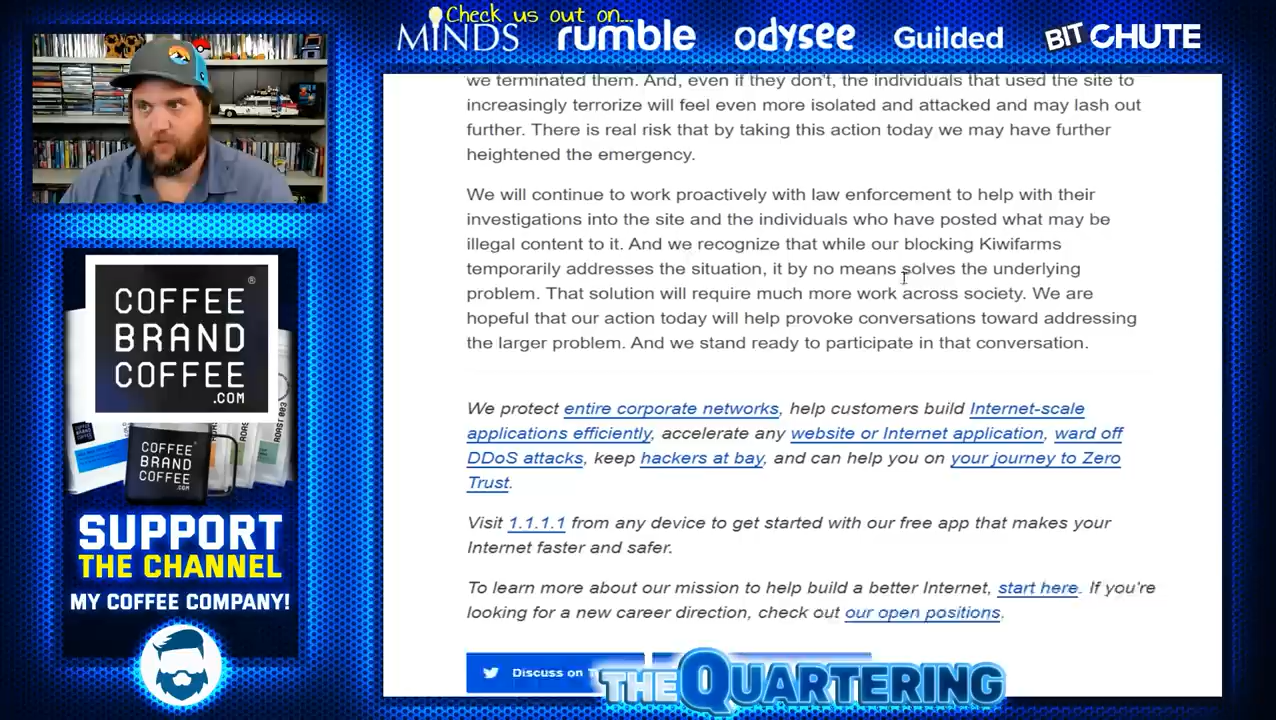 Check us out on...
MINDS rumble odysee Guilded BITCHUTE
we terminated them. And, even if they don't, the individuals that used the site to
increasingly terrorize will feel even more isolated and attacked and may lash out
further. There is real risk that by taking this action today we may have further
heightened the emergency.
We will continue to work proactively with law enforcement to help with their
investigations into the site and the individuals who have posted what may be
illegal content to it. And we recognize that while our blocking Kiwifarms
temporarily addresses the situation, it by no means solves the underlying
problem. That solution will require much more work across society. We are
hopeful that our action today will help provoke conversations toward addressing
the larger problem. And we stand ready to participate in that conversation.
We protect entire corporate networks, help customers build Internet-scale
applications efficiently, accelerate any website or Internet application, ward off
DDoS attacks, keep hackers at bay, and can help you on your journey to Zero
Trust.
Visit 1.1.1.1 from any device to get started with our free app that makes your
Internet faster and safer.
To learn more about our mission to help build a better Internet, start here. If you're
looking for a new career direction, check out our open positions.
Discuss on T
THE QUARTERING
COFFEE ®
BRAND
COFFEE
.COM
COFFEE
BRAND
COFFEE
.COM
ROAST 003
SUPPORT
THE CHANNEL
MY COFFEE COMPANY!